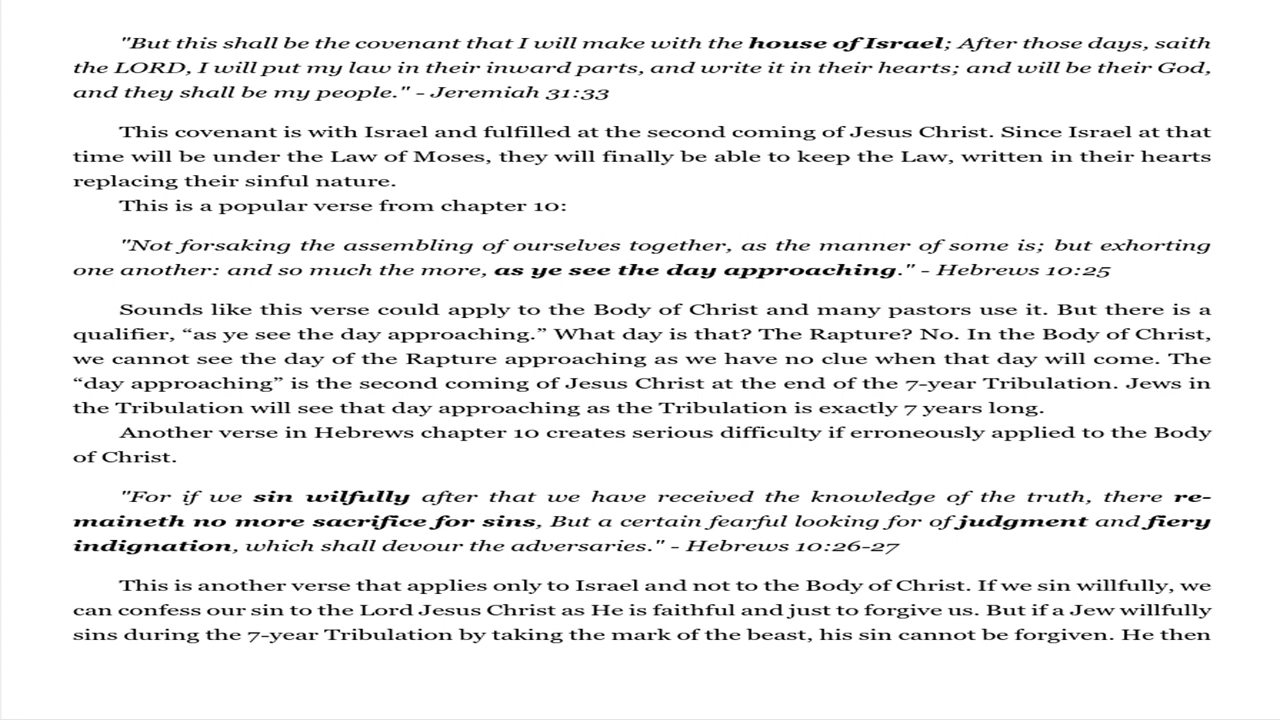 "But this shall be the covenant that I will make with the house of Israel; After those days, saith
the LORD, I will put my law in their inward parts, and write it in their hearts; and will be their God,
and they shall be my people." - Jeremiah 31:33
This covenant is with Israel and fulfilled at the second coming of Jesus Christ. Since Israel at that
time will be under the Law of Moses, they will finally be able to keep the Law, written in their hearts
replacing their sinful nature.
This is a popular verse from chapter 10:
"Not forsaking the assembling of ourselves together, as the manner of some is; but exhorting
one another: and so much the more, as ye see the day approaching." - Hebrews 10:25
Sounds like this verse could apply to the Body of Christ and many pastors use it. But there is a
qualifier, “as ye see the day approaching.” What day is that? The Rapture? No. In the Body of Christ,
we cannot see the day of the Rapture approaching as we have no clue when that day will come. The
“day approaching” is the second coming of Jesus Christ at the end of the 7-year Tribulation. Jews in
the Tribulation will see that day approaching as the Tribulation is exactly 7 years long.
Another verse in Hebrews chapter 10 creates serious difficulty if erroneously applied to the Body
of Christ.
"For if we sin wilfully after that we have received the knowledge of the truth, there re-
maineth no more sacrifice for sins, But a certain fearful looking for of judgment and fiery
indignation, which shall devour the adversaries." - Hebrews 10:26-27
This is another verse that applies only to Israel and not to the Body of Christ. If we sin willfully, we
can confess our sin to the Lord Jesus Christ as He is faithful and just to forgive us. But if a Jew willfully
sins during the 7-year Tribulation by taking the mark of the beast, his sin cannot be forgiven. He then